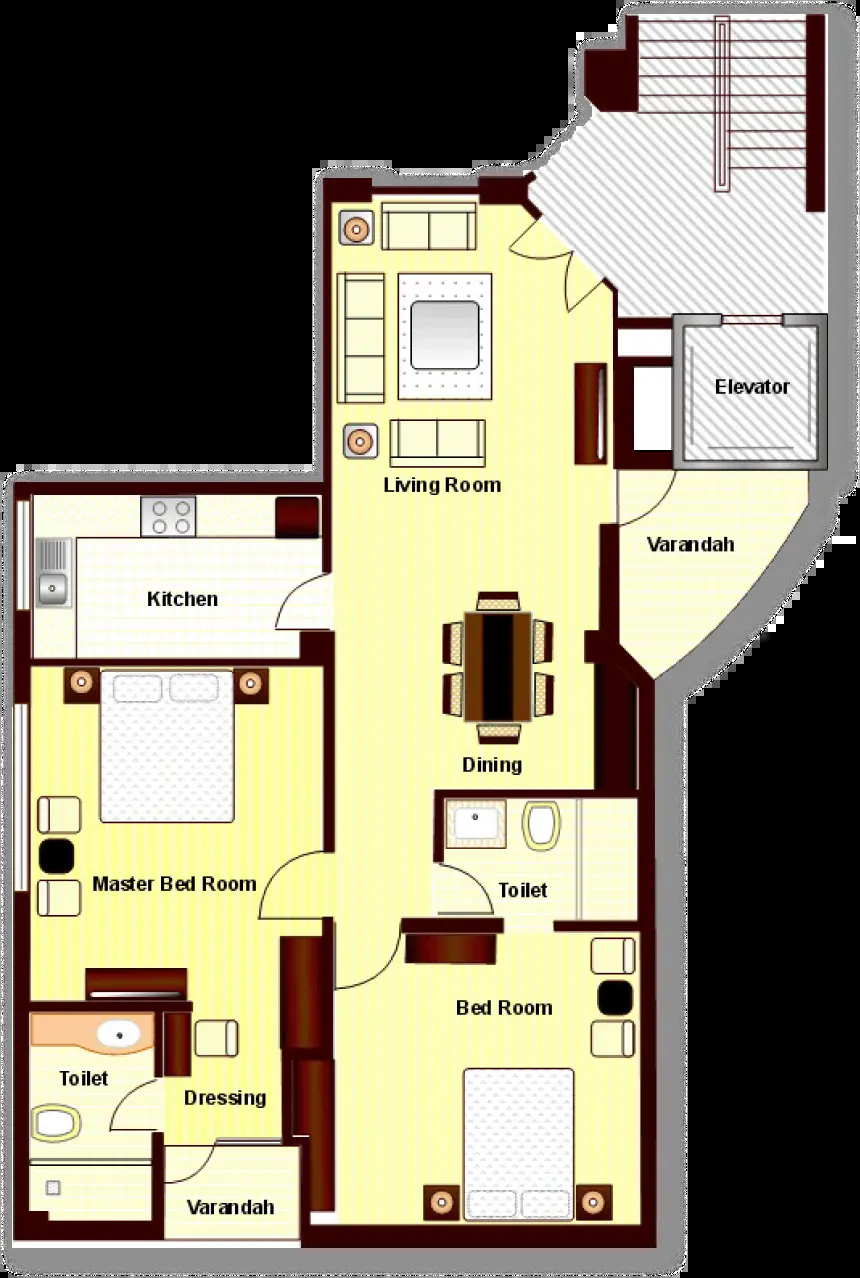 Elevator
Living Room
Varandah
Kitchen
Dining
Master Bed Room
Toilet
Bed Room
Toilet
Dressing
Varandah